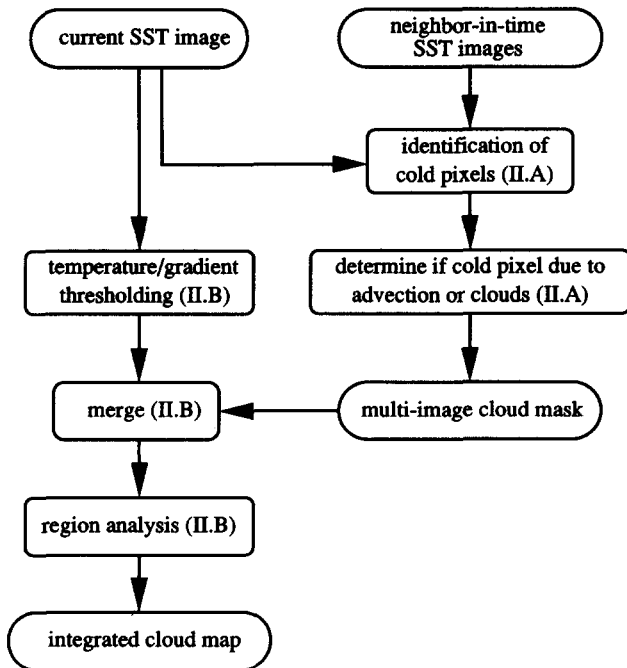 current SST image
neighbor-in-time
SST images
identification of
cold pixels (II.A)
temperature/gradient
thresholding (II.B)
determine if cold pixel due to
advection or clouds (II.A)
merge (II.B)
multi-image cloud mask
region analysis (II.B)
integrated cloud map